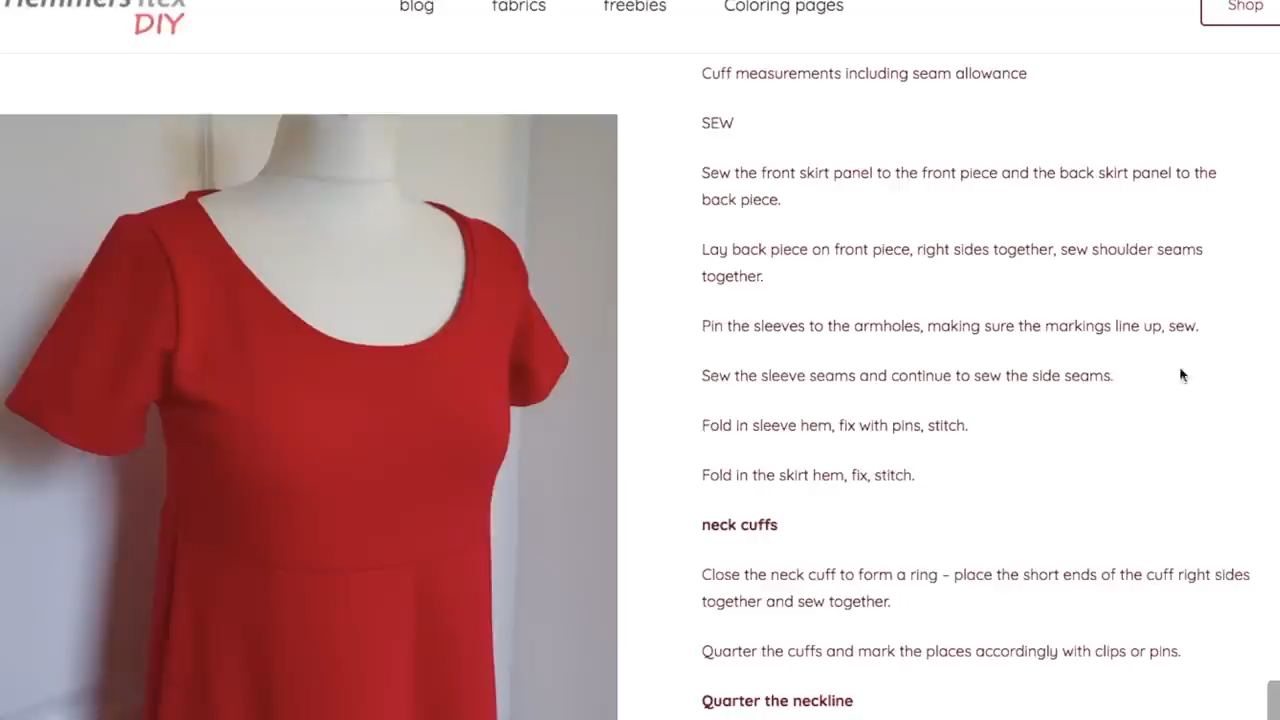 DIY
blog
fabrics
freebies
Coloring pages
Shop
Cuff measurements including seam allowance
SEW
Sew the front skirt panel to the front piece and the back skirt panel to the
back piece.
Lay back piece on front piece, right sides together, sew shoulder seams
together.
Pin the sleeves to the armholes, making sure the markings line up, sew.
Sew the sleeve seams and continue to sew the side seams.
Fold in sleeve hem, fix with pins, stitch.
Fold in the skirt hem, fix, stitch.
neck cuffs
Close the neck cuff to form a ring – place the short ends of the cuff right sides
together and sew together.
Quarter the cuffs and mark the places accordingly with clips or pins.
Quarter the neckline